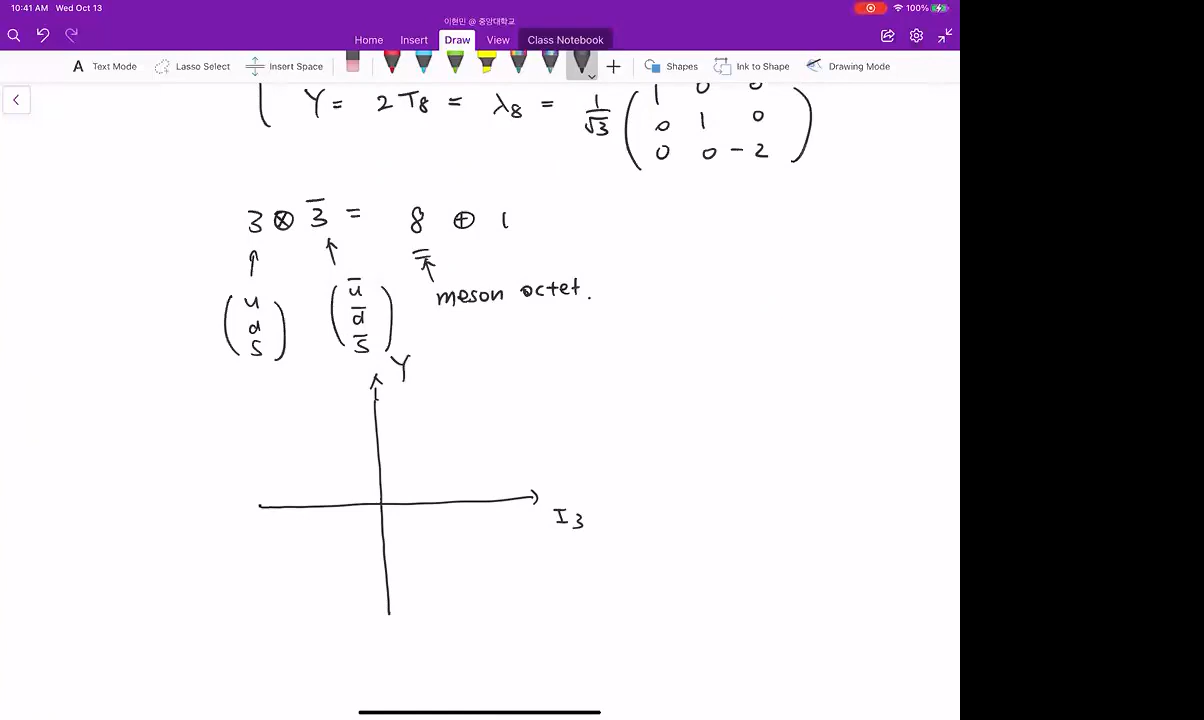 10:41 AM Wed Oct 13
100%
이현민 @ 중앙대학교
Home Insert Draw View Class Notebook
Text Mode Lasso Select Insert Space Shapes Ink to Shape Drawing Mode
1 0 0
Y = 2T₈ = λ₈ = 1/√3 0 1 0
0 0 -2
3 ⊗ 3̅ = 8 ⊕ 1
meson octet.
u u̅
d d̅
s s̅
Y
I₃